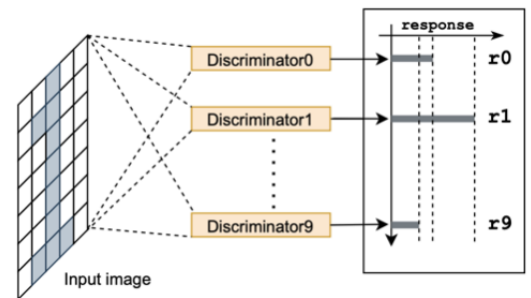 response
Discriminator0
r0
Discriminator1
r1
Discriminator9
r9
Input image